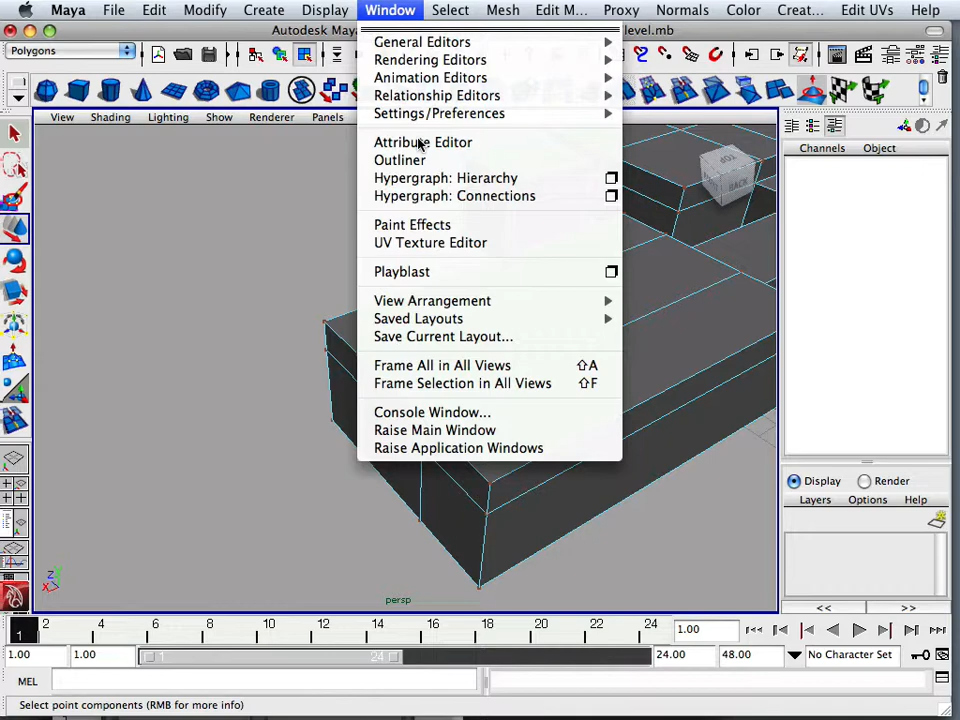 Maya File Edit Modify Create Display Window Select Mesh Edit M... Proxy Normals Color Creat... Edit UVs Help
Autodesk Maya
level.mb
Polygons
View Shading Lighting Show Renderer Panels
General Editors
Rendering Editors
Animation Editors
Relationship Editors
Settings/Preferences
Attribute Editor
Outliner
Hypergraph: Hierarchy
Hypergraph: Connections
Paint Effects
UV Texture Editor
Playblast
View Arrangement
Saved Layouts
Save Current Layout...
Frame All in All Views ⇧A
Frame Selection in All Views ⇧F
Console Window...
Raise Main Window
Raise Application Windows
TOP
BACK
Channels Object
Display Render
Layers Options Help
<< >>
Z Y
X
persp
1 2 4 6 8 10 12 14 16 18 20 22 24 1.00
1.00 1.00 1 24 24.00 48.00 No Character Set
MEL
Select point components (RMB for more info)